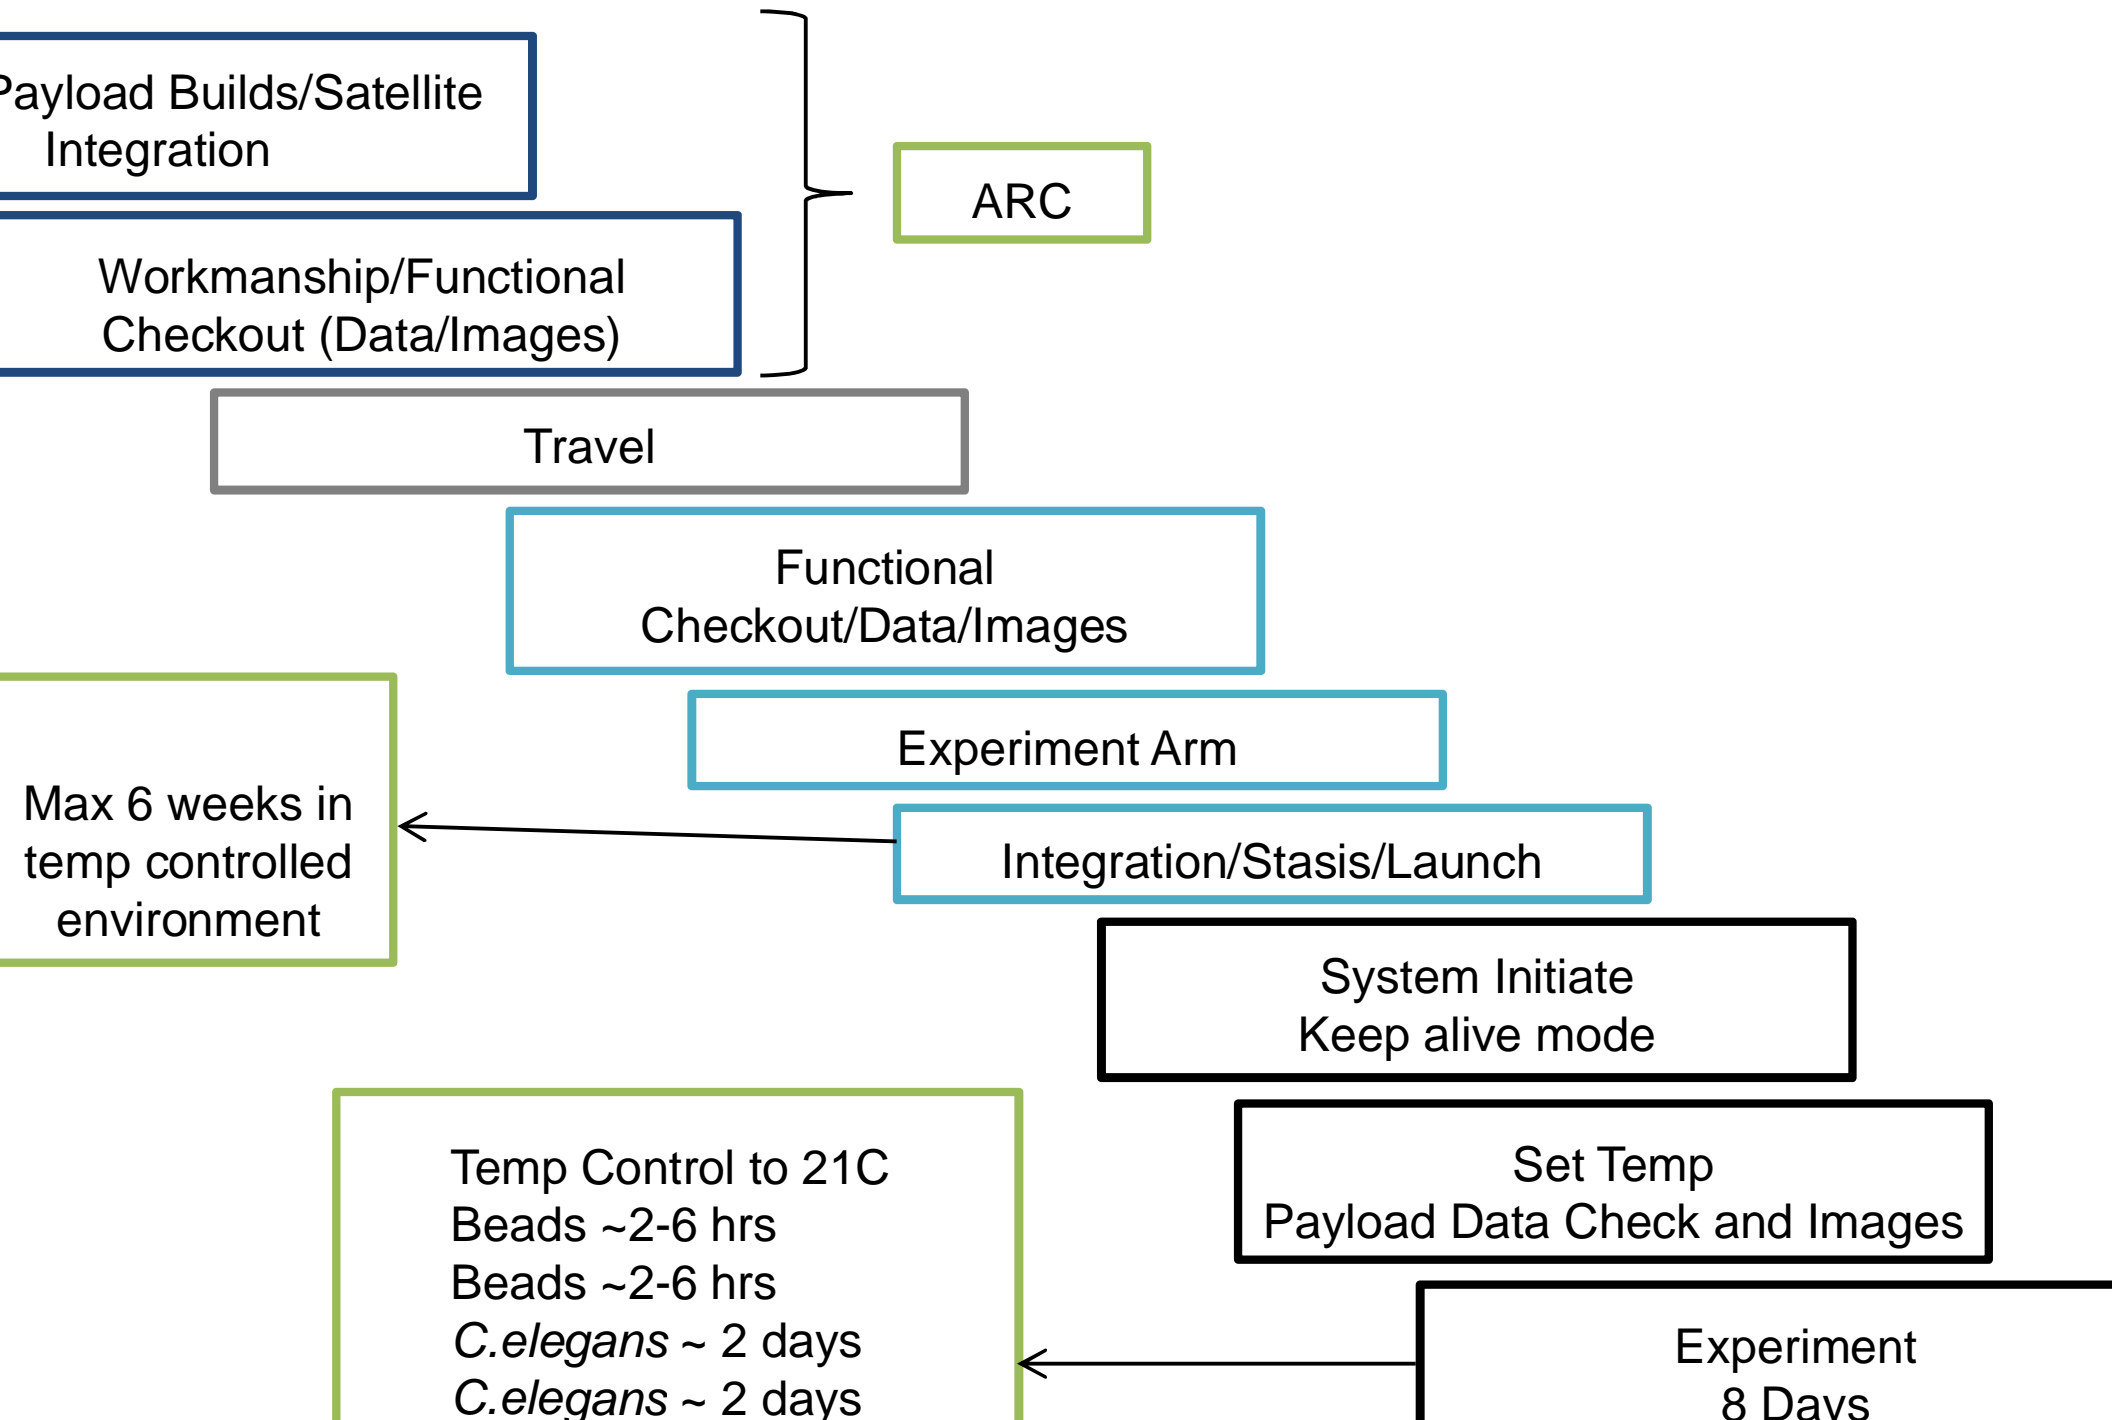 Payload Builds/Satellite
Integration
ARC
Workmanship/Functional
Checkout (Data/Images)
Travel
Functional
Checkout/Data/Images
Experiment Arm
Max 6 weeks in
temp controlled
environment
Integration/Stasis/Launch
System Initiate
Keep alive mode
Set Temp
Payload Data Check and Images
Temp Control to 21C
Beads ~2-6 hrs
Beads ~2-6 hrs
C.elegans ~ 2 days
C.elegans ~ 2 days
Experiment
8 Days